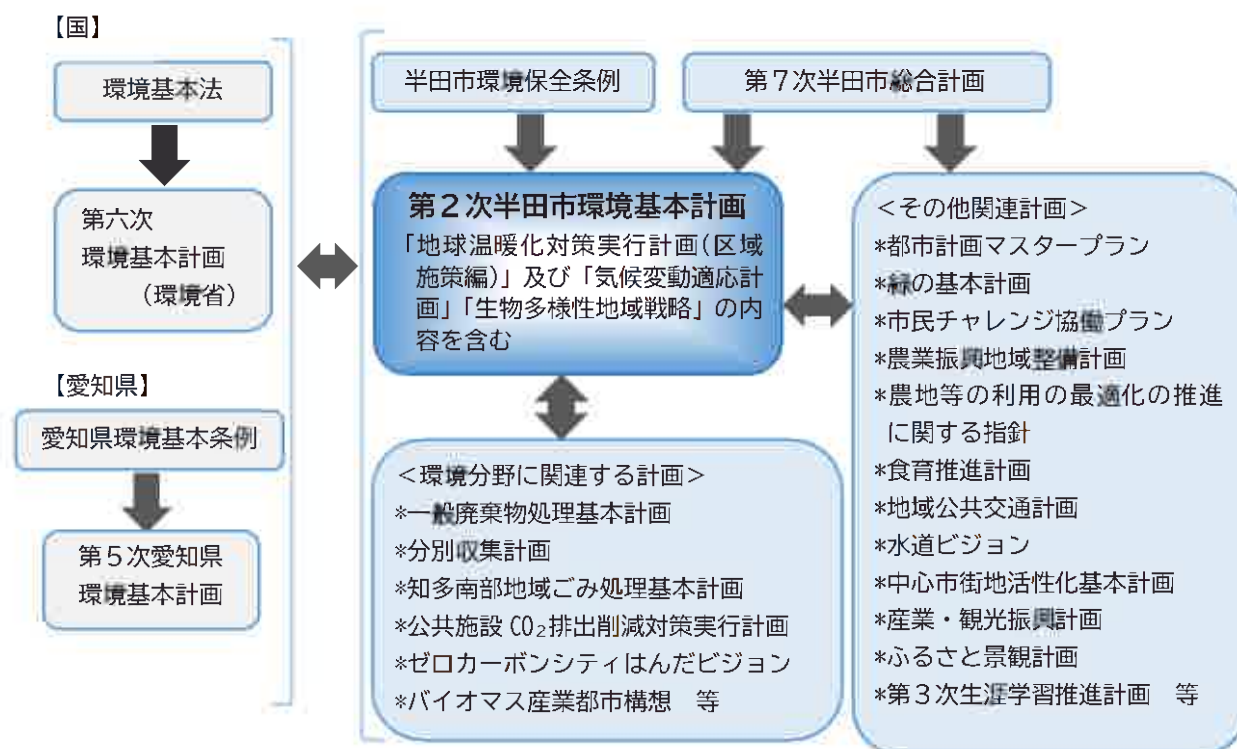 【国】
環境基本法
第六次
環境基本計画
（環境省）
【愛知県】
愛知県環境基本条例
第５次愛知県
環境基本計画
半田市環境保全条例
第７次半田市総合計画
第２次半田市環境基本計画
「地球温暖化対策実行計画（区域
施策編）」及び「気候変動適応計
画」「生物多様性地域戦略」の内
容を含む
＜環境分野に関連する計画＞
*一般廃棄物処理基本計画
*分別収集計画
*知多南部地域ごみ処理基本計画
*公共施設 CO₂排出削減対策実行計画
*ゼロカーボンシティはんだビジョン
*バイオマス産業都市構想　等
＜その他関連計画＞
*都市計画マスタープラン
*緑の基本計画
*市民チャレンジ協働プラン
*農業振興地域整備計画
*農地等の利用の最適化の推進
に関する指針
*食育推進計画
*地域公共交通計画
*水道ビジョン
*中心市街地活性化基本計画
*産業・観光振興計画
*ふるさと景観計画
*第３次生涯学習推進計画　等